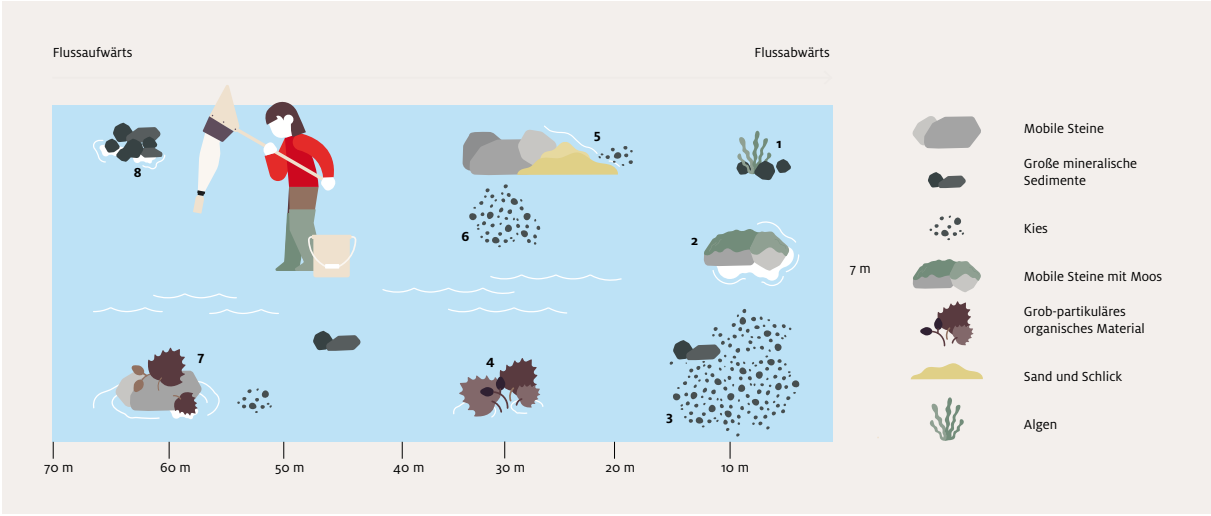 Flussaufwärts
Flussabwärts
1
2
3
4
5
6
7
8
7 m
70 m
60 m
50 m
40 m
30 m
20 m
10 m
Mobile Steine
Große mineralische
Sedimente
Kies
Mobile Steine mit Moos
Grob-partikuläres
organisches Material
Sand und Schlick
Algen